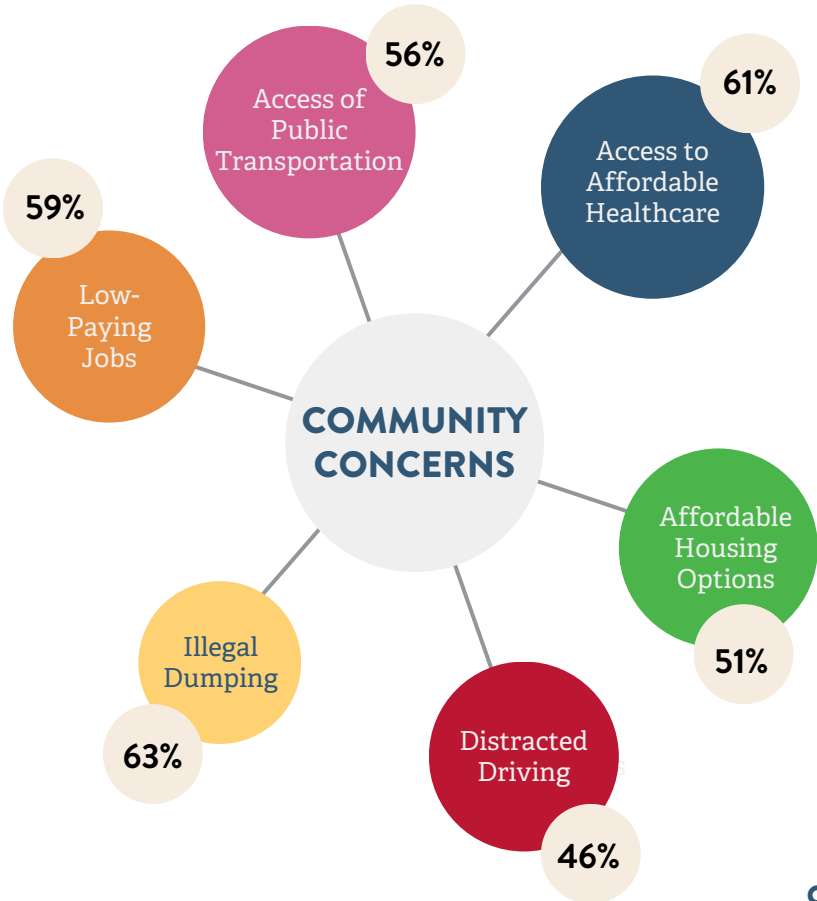 56%
Access of
Public
Transportation
61%
Access to
Affordable
Healthcare
59%
Low-
Paying
Jobs
COMMUNITY
CONCERNS
Affordable
Housing
Options
51%
Illegal
Dumping
63%
Distracted
Driving
46%